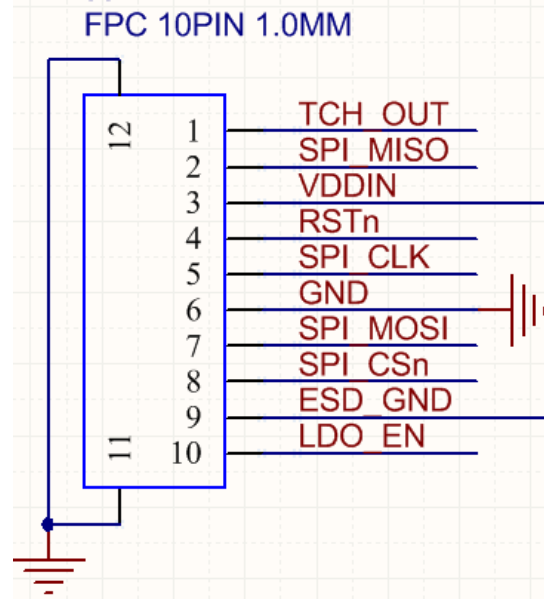 FPC 10PIN 1.0MM
12
1 TCH_OUT
2 SPI_MISO
3 VDDIN
4 RSTn
5 SPI_CLK
6 GND
7 SPI_MOSI
8 SPI_CSn
9 ESD_GND
11
10 LDO_EN